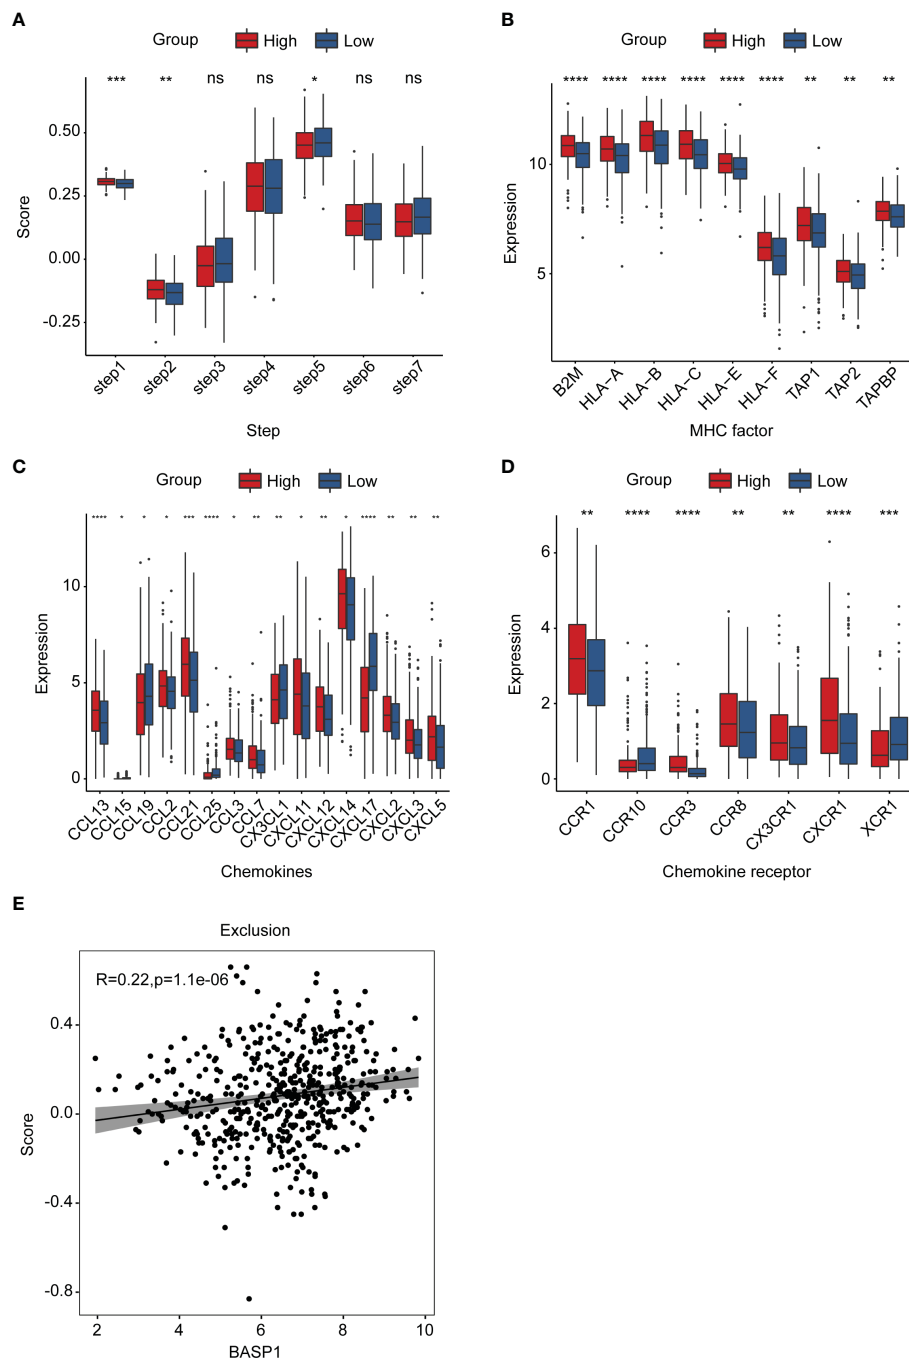 A
Group High Low
*** ** ns ns * ns ns
0.50
0.25
0.00
-0.25
Score
step1 step2 step3 step4 step5 step6 step7
Step
B
Group High Low
**** **** **** **** **** **** ** ** **
10
5
Expression
B2M HLA-A HLA-B HLA-C HLA-E HLA-F TAP1 TAP2 TAPBP
MHC factor
C
Group High Low
**** * * * *** **** * ** ** * ** * **** ** ** **
10
5
0
Expression
CCL13 CCL15 CCL19 CCL2 CCL21 CCL25 CCL3 CCL7 CX3CL1 CXCL11 CXCL12 CXCL14 CXCL17 CXCL2 CXCL3 CXCL5
Chemokines
D
Group High Low
** **** **** ** ** **** ***
6
4
2
0
Expression
CCR1 CCR10 CCR3 CCR8 CX3CR1 CXCR1 XCR1
Chemokine receptor
E
Exclusion
R=0.22,p=1.1e-06
0.4
0.0
-0.4
-0.8
Score
2 4 6 8 10
BASP1